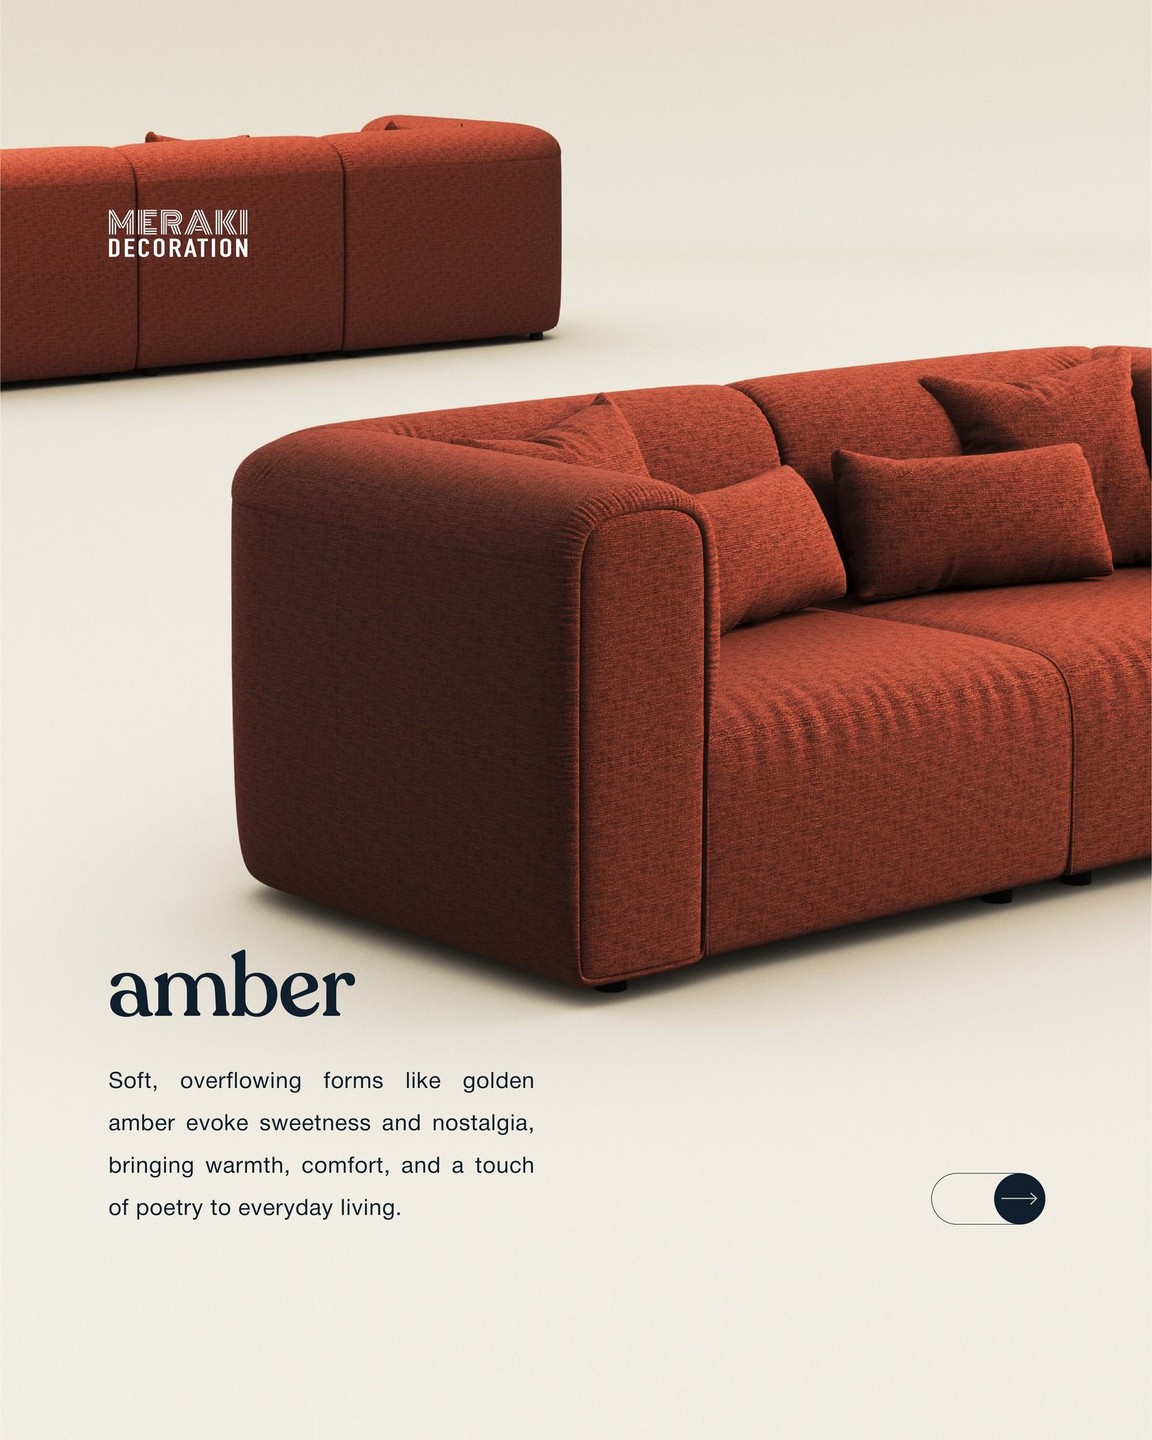 MERAKI
DECORATION
amber
Soft, overflowing forms like golden
amber evoke sweetness and nostalgia,
bringing warmth, comfort, and a touch
of poetry to everyday living.